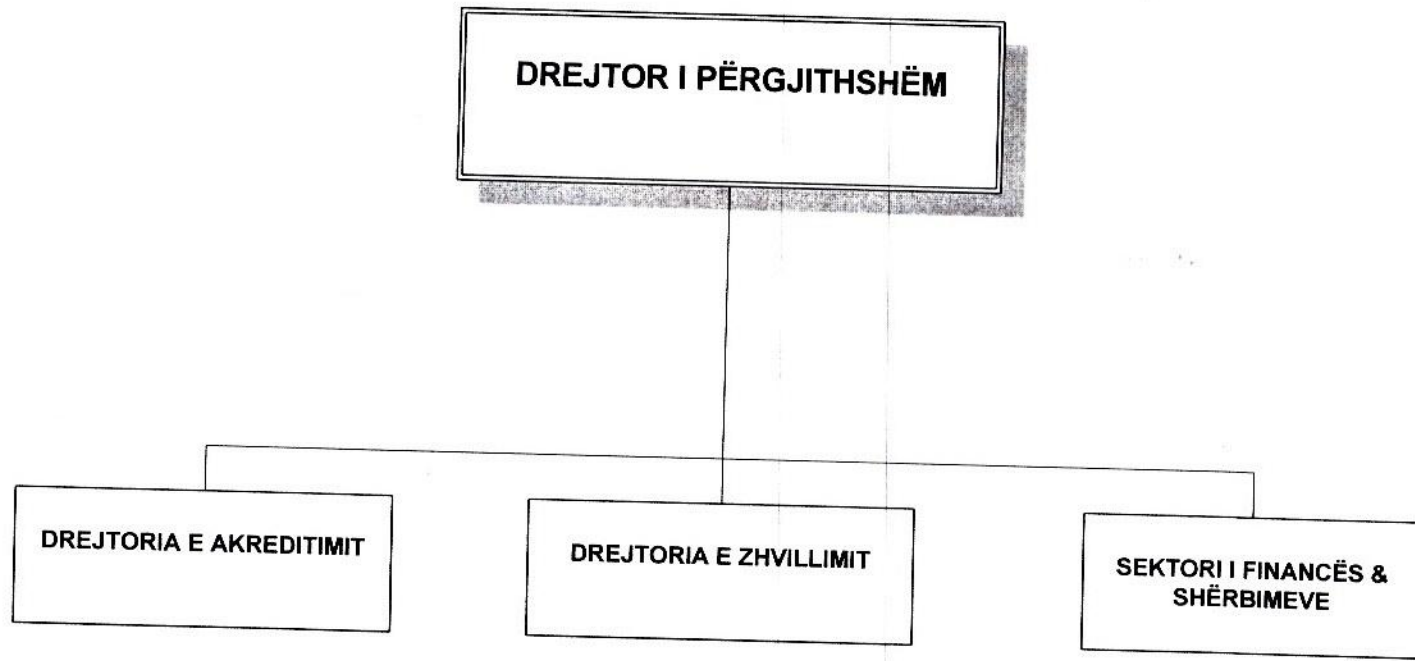 DREJTOR I PËRGJITHSHËM
DREJTORIA E AKREDITIMIT
DREJTORIA E ZHVILLIMIT
SEKTORI I FINANCËS &
SHËRBIMEVE